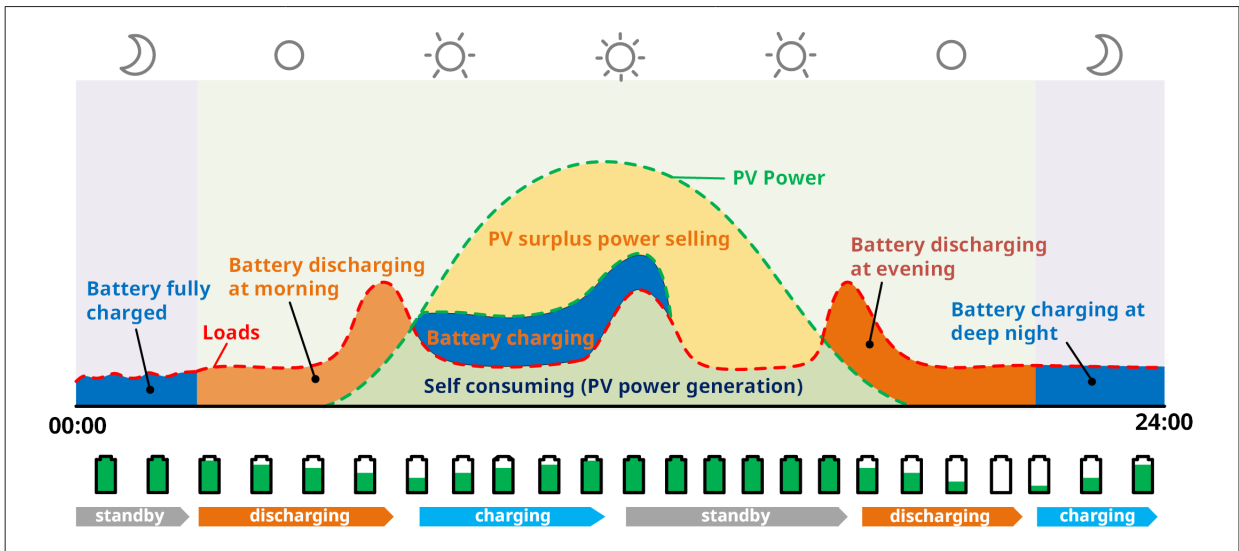 PV Power
PV surplus power selling
Battery discharging
at evening
Battery discharging
at morning
Battery fully
charged
Battery charging at
deep night
Loads
Battery charging
Self consuming (PV power generation)
00:00
24:00
standby
discharging
charging
standby
discharging
charging